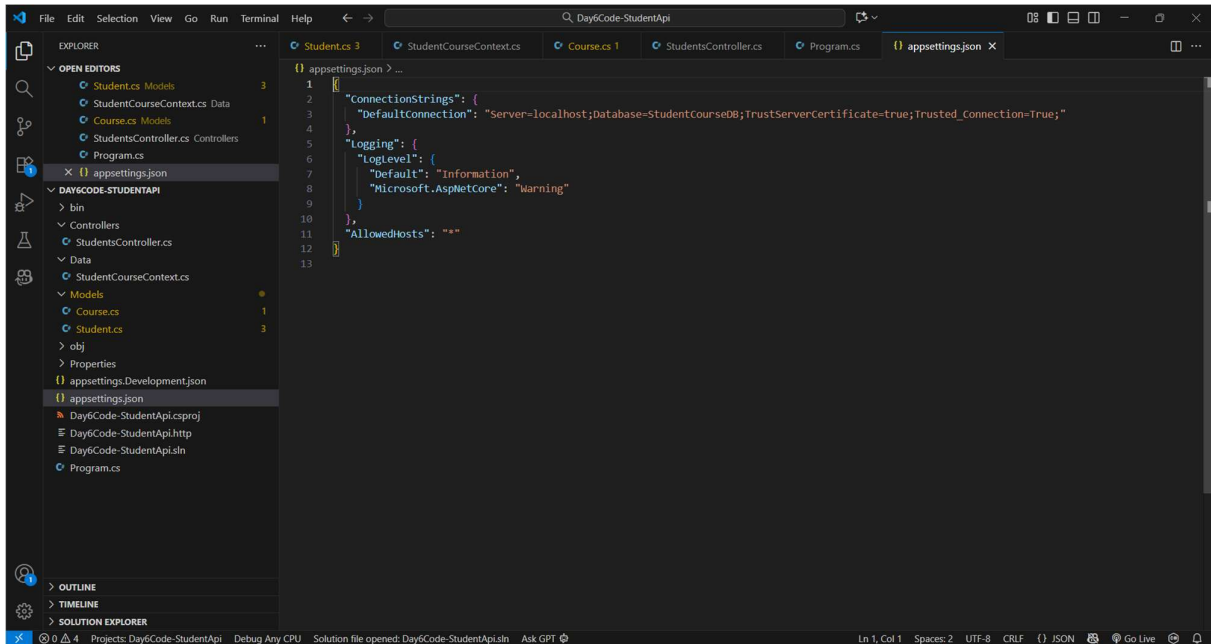 File Edit Selection View Go Run Terminal Help
Day6Code-StudentApi
EXPLORER
OPEN EDITORS
Student.cs Models 3
StudentCourseContext.cs Data
Course.cs Models 1
StudentsController.cs Controllers
Program.cs
{} appsettings.json
DAY6CODE-STUDENTAPI
bin
Controllers
StudentsController.cs
Data
StudentCourseContext.cs
Models
Course.cs 1
Student.cs 3
obj
Properties
{} appsettings.Development.json
{} appsettings.json
Day6Code-StudentApi.csproj
Day6Code-StudentApi.http
Day6Code-StudentApi.sln
Program.cs
OUTLINE
TIMELINE
SOLUTION EXPLORER
Student.cs 3 StudentCourseContext.cs Course.cs 1 StudentsController.cs Program.cs {} appsettings.json
{} appsettings.json > ...
1 {
2 "ConnectionStrings": {
3 "DefaultConnection": "Server=localhost;Database=StudentCourseDB;TrustServerCertificate=true;Trusted_Connection=True;"
4 },
5 "Logging": {
6 "LogLevel": {
7 "Default": "Information",
8 "Microsoft.AspNetCore": "Warning"
9 }
10 },
11 "AllowedHosts": "*"
12 }
13
1
1
0 4 Projects: Day6Code-StudentApi Debug Any CPU Solution file opened: Day6Code-StudentApi.sln Ask GPT Ln 1, Col 1 Spaces: 2 UTF-8 CRLF {} JSON Go Live